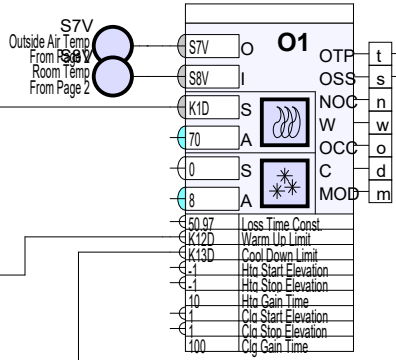 S7V
Outside Air Temp
From Page 2
S8V
Room Temp
From Page 2
O1
S7V O
S8V I
K1D S
70 A
0 S
8 A
OTP t
OSS s
NOC n
W w
OCC o
C d
MOD m
50.97 Loss Time Const.
K12D Warm Up Limit
K13D Cool Down Limit
-1 Htg Start Elevation
-1 Htg Stop Elevation
10 Htg Gain Time
1 Clg Start Elevation
1 Clg Stop Elevation
100 Clg Gain Time